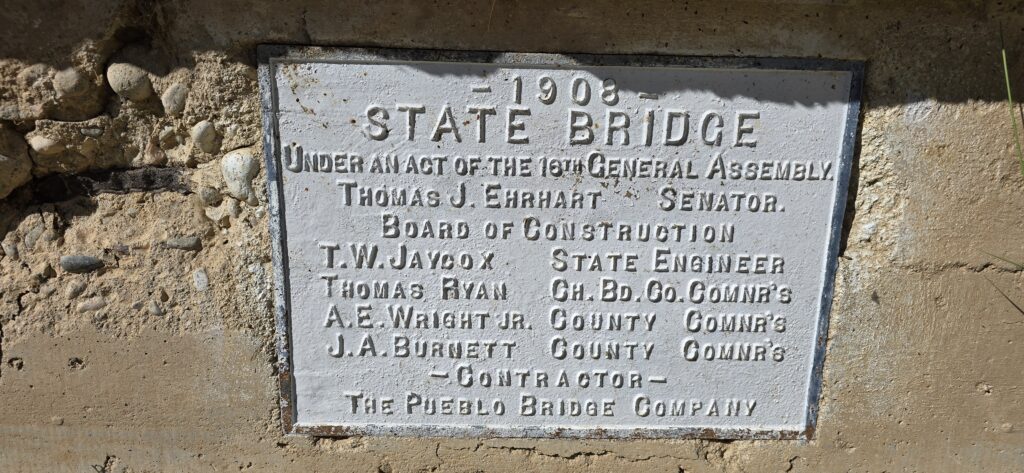 - 1908 -
STATE BRIDGE
UNDER AN ACT OF THE 16TH GENERAL ASSEMBLY.
THOMAS J. EHRHART SENATOR.
BOARD OF CONSTRUCTION
T.W. JAYCOX STATE ENGINEER
THOMAS RYAN CH. BD. CO. COMNR'S
A.E. WRIGHT JR. COUNTY COMNR'S
J.A. BURNETT COUNTY COMNR'S
- CONTRACTOR -
THE PUEBLO BRIDGE COMPANY